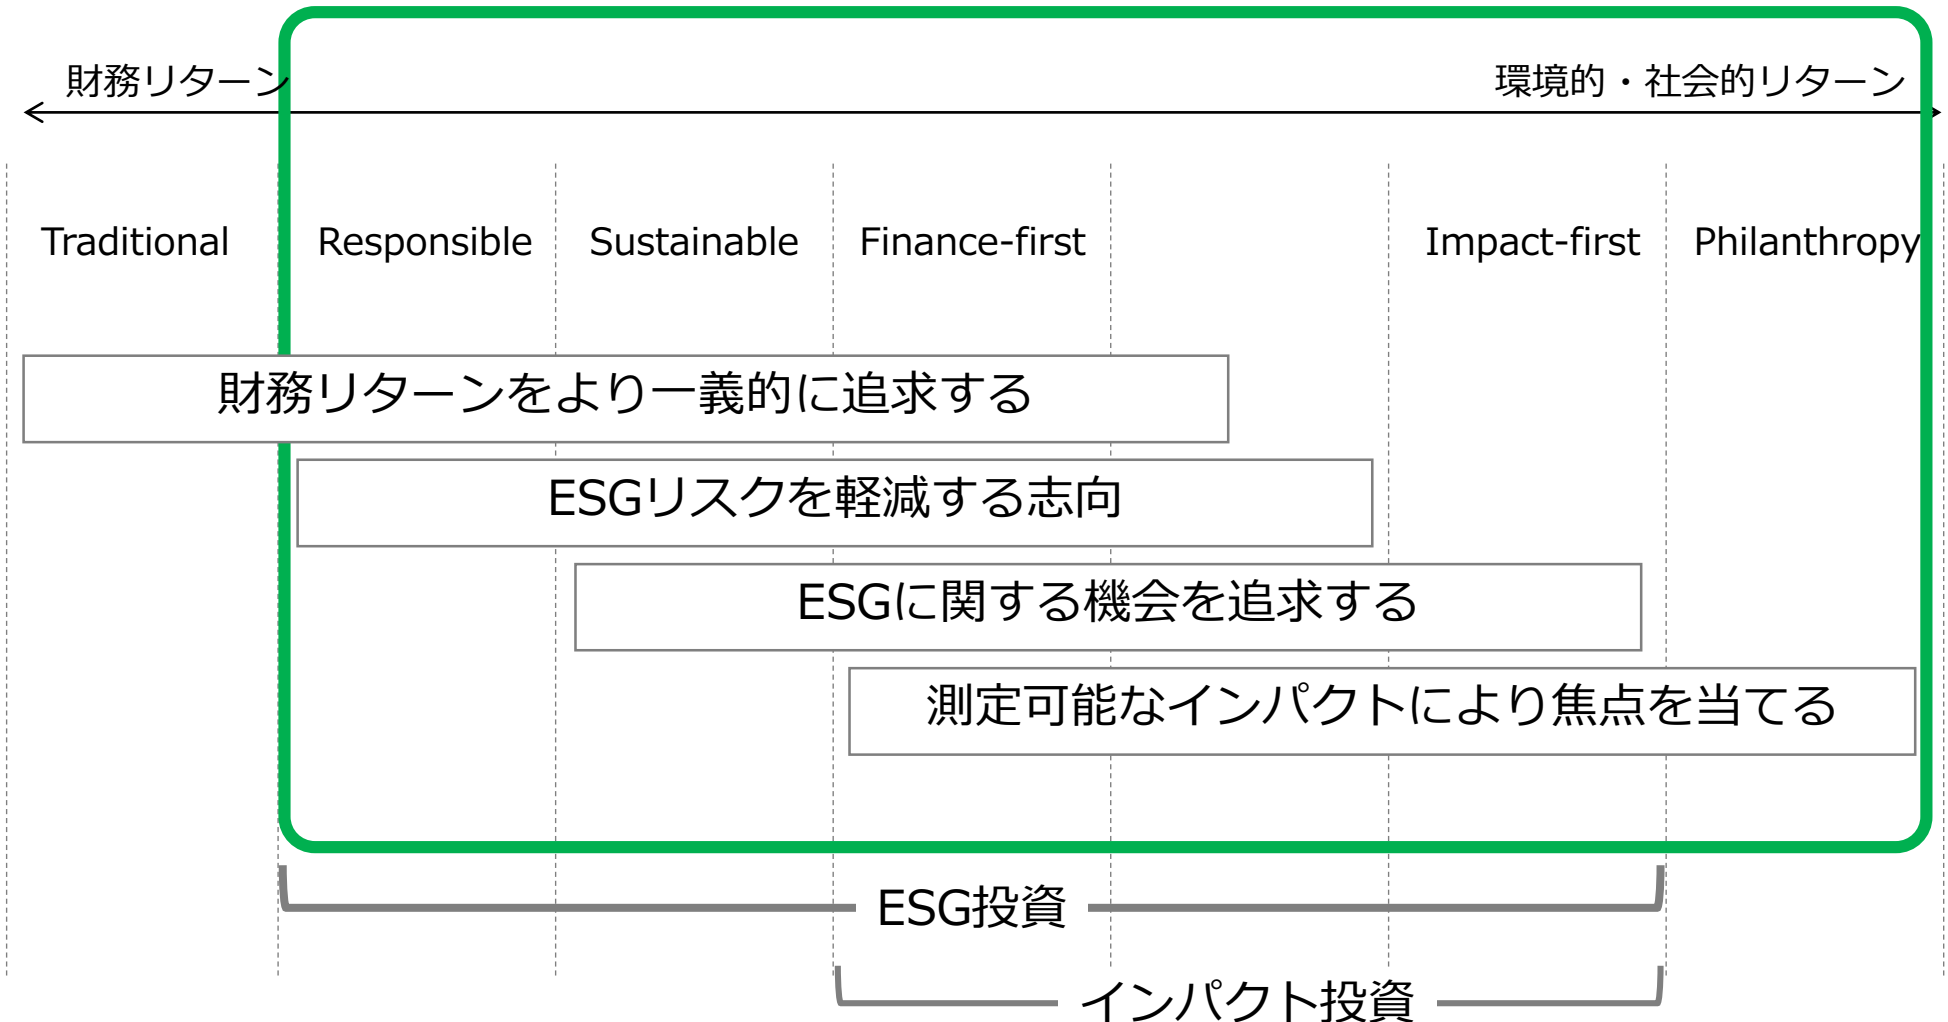 財務リターン
環境的・社会的リターン
Traditional
Responsible
Sustainable
Finance-first
Impact-first
Philanthropy
財務リターンをより一義的に追求する
ESGリスクを軽減する志向
ESGに関する機会を追求する
測定可能なインパクトにより焦点を当てる
ESG投資
インパクト投資